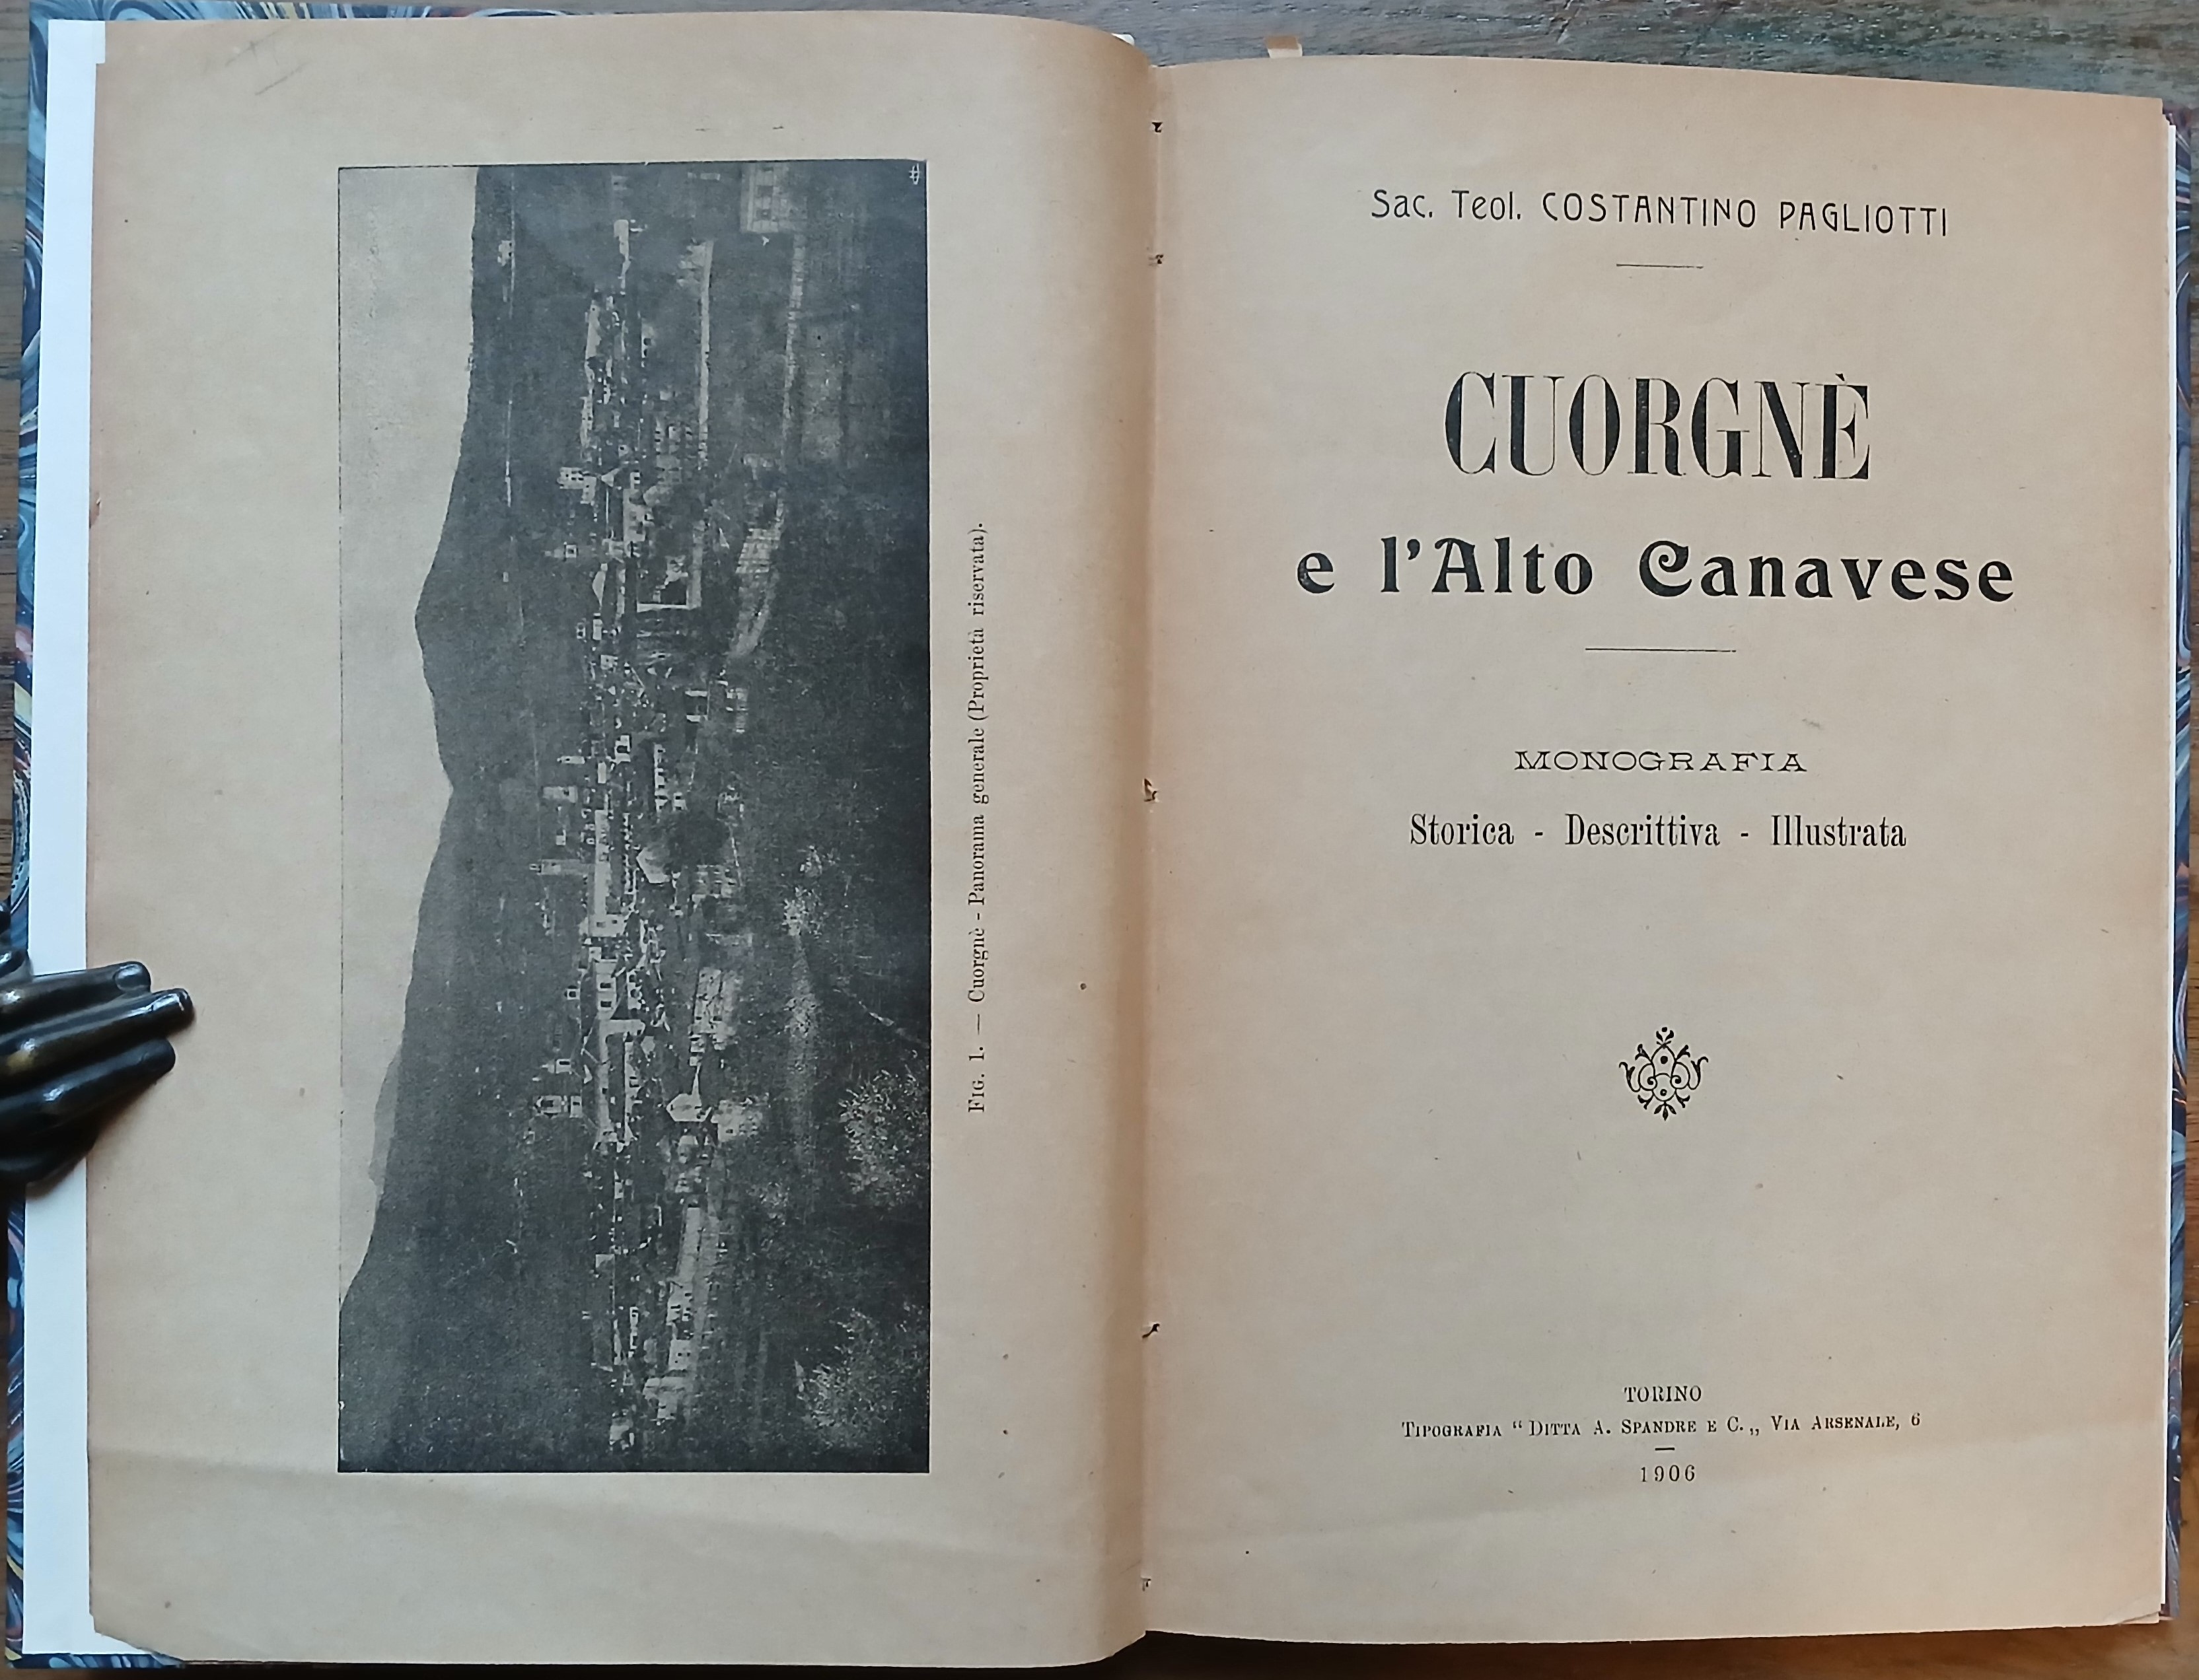 Fig. 1. — Cuorgnè - Panorama generale (Proprietà riservata).
Sac. Teol. COSTANTINO PAGLIOTTI
CUORGNÈ
e l'Alto Canavese
MONOGRAFIA
Storica - Descrittiva - Illustrata
TORINO
Tipografia “ Ditta A. Spandre e C. „ Via Arsenale, 6
1906